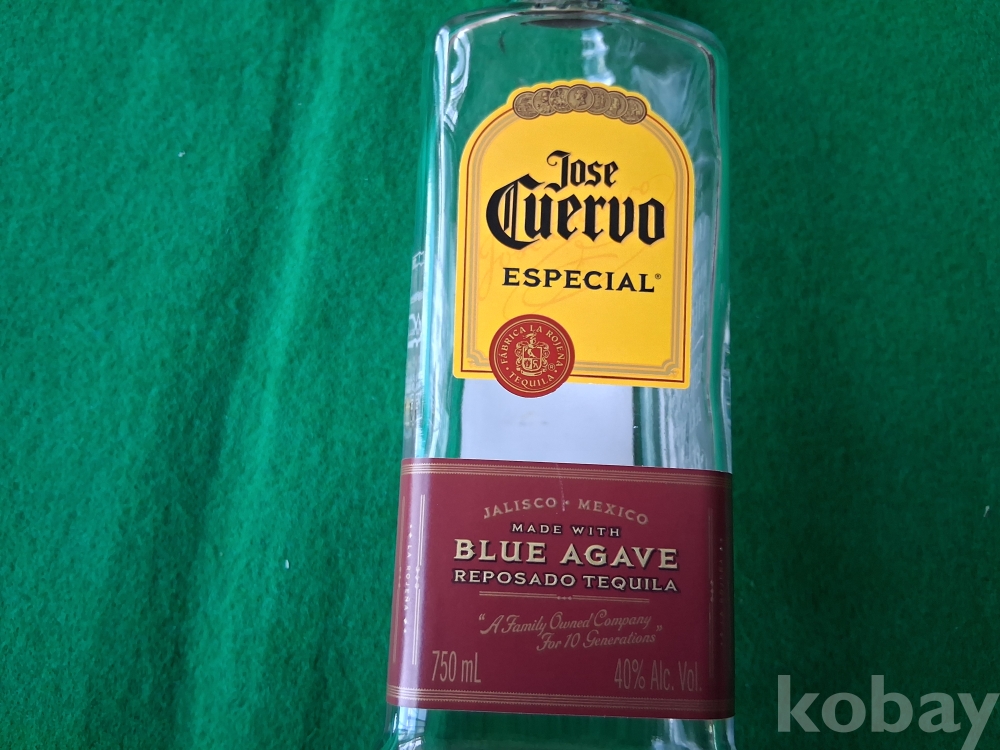 Jose
Cuervo
ESPECIAL®
FÁBRICA LA ROJEÑA
TEQUILA
JALISCO MEXICO
MADE WITH
BLUE AGAVE
REPOSADO TEQUILA
"A Family Owned Company
For 10 Generations"
750 mL
40% Alc. Vol.
kobay